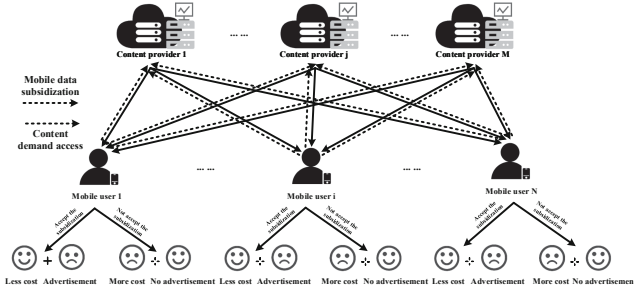 ... ...
... ...
Content provider 1
Content provider j
Content provider M
Mobile data
subsidization
Content
demand access
... ...
... ...
Mobile user 1
Mobile user i
Mobile user N
Accept the
subsidization
Not accept the
subsidization
Accept the
subsidization
Not accept the
subsidization
Accept the
subsidization
Not accept the
subsidization
+ + + + + +
Less cost Advertisement More cost No advertisement Less cost Advertisement More cost No advertisement Less cost Advertisement More cost No advertisemen